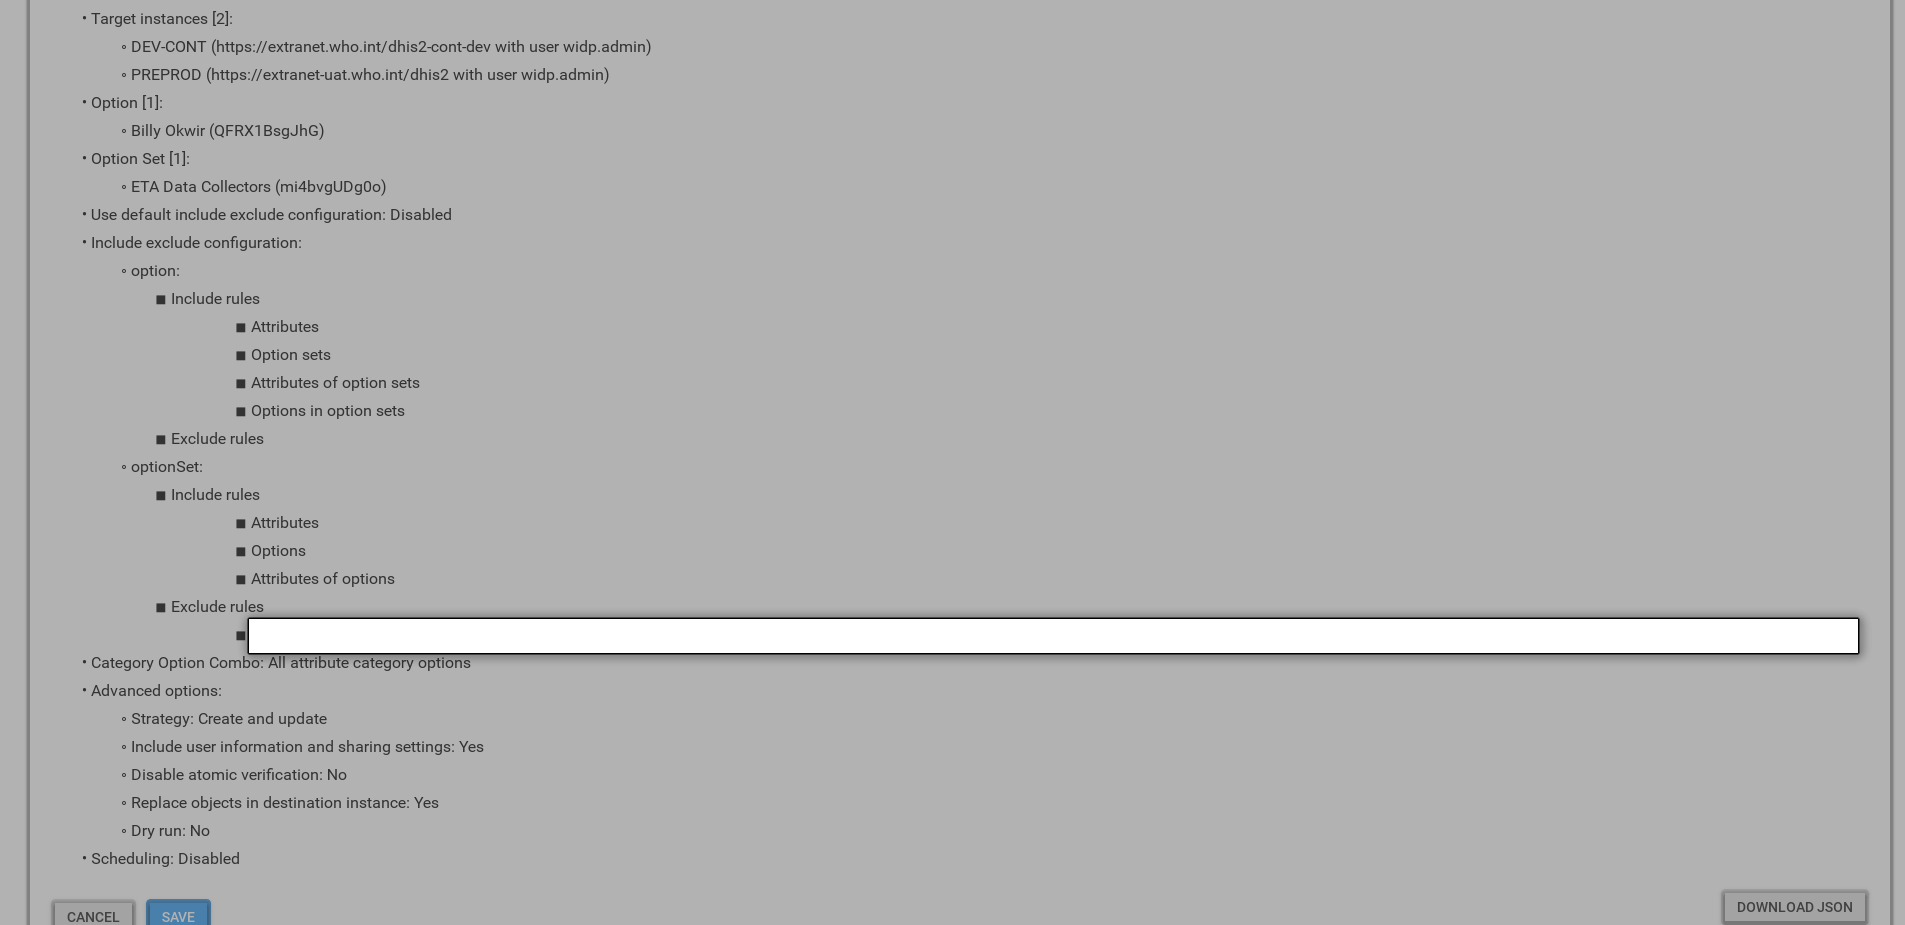 • Target instances [2]:
◦ DEV-CONT (https://extranet.who.int/dhis2-cont-dev with user widp.admin)
◦ PREPROD (https://extranet-uat.who.int/dhis2 with user widp.admin)
• Option [1]:
◦ Billy Okwir (QFRX1BsgJhG)
• Option Set [1]:
◦ ETA Data Collectors (mi4bvgUDg0o)
• Use default include exclude configuration: Disabled
• Include exclude configuration:
◦ option:
▪ Include rules
▪ Attributes
▪ Option sets
▪ Attributes of option sets
▪ Options in option sets
▪ Exclude rules
◦ optionSet:
▪ Include rules
▪ Attributes
▪ Options
▪ Attributes of options
▪ Exclude rules
▪
• Category Option Combo: All attribute category options
• Advanced options:
◦ Strategy: Create and update
◦ Include user information and sharing settings: Yes
◦ Disable atomic verification: No
◦ Replace objects in destination instance: Yes
◦ Dry run: No
• Scheduling: Disabled
CANCEL SAVE DOWNLOAD JSON